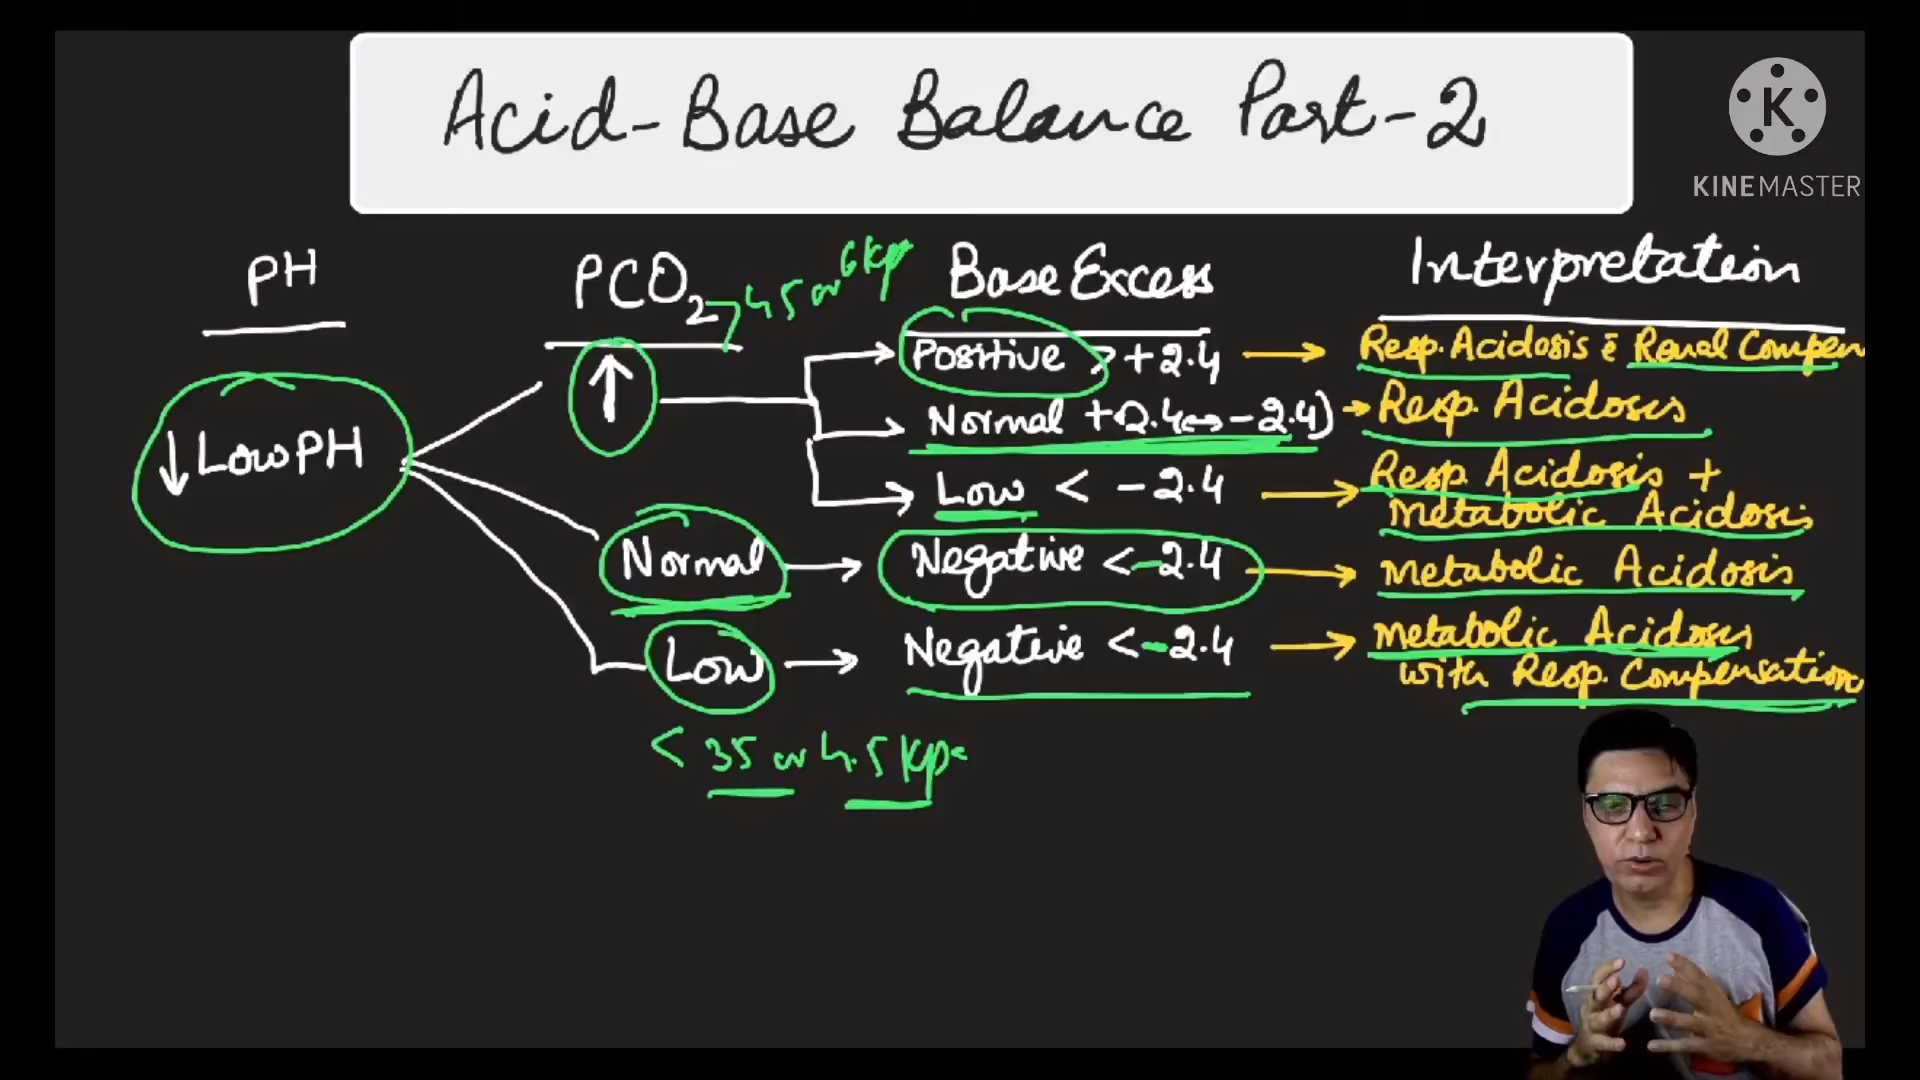 Acid-Base Balance Part-2
K
KINEMASTER
PH
PCO2
>45 or 6 kp
Base Excess
Interpretation
↑
Positive > +2.4 → Resp. Acidosis c̄ Renal Compen
↓ Low PH
Normal +(2.4↔-2.4) → Resp. Acidosis
Low < -2.4 → Resp. Acidosis +
Metabolic Acidosis
Normal → Negative < -2.4 → Metabolic Acidosis
Low → Negative < -2.4 → Metabolic Acidosis
with Resp. Compensation
< 35 or 4.5 Kpa